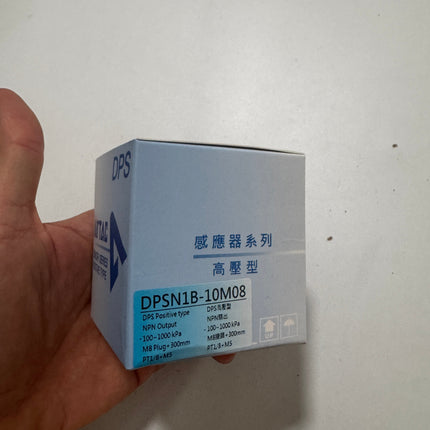 DPS
感應器系列
高壓型
DPSN1B-10M08
DPS Positive type
NPN Output
-100~1000 kPa
M8 Plug+300mm
PT1/8+M5
DPS高壓型
NPN輸出
-100~1000 kPa
M8接頭+300mm
PT1/8+M5
UP